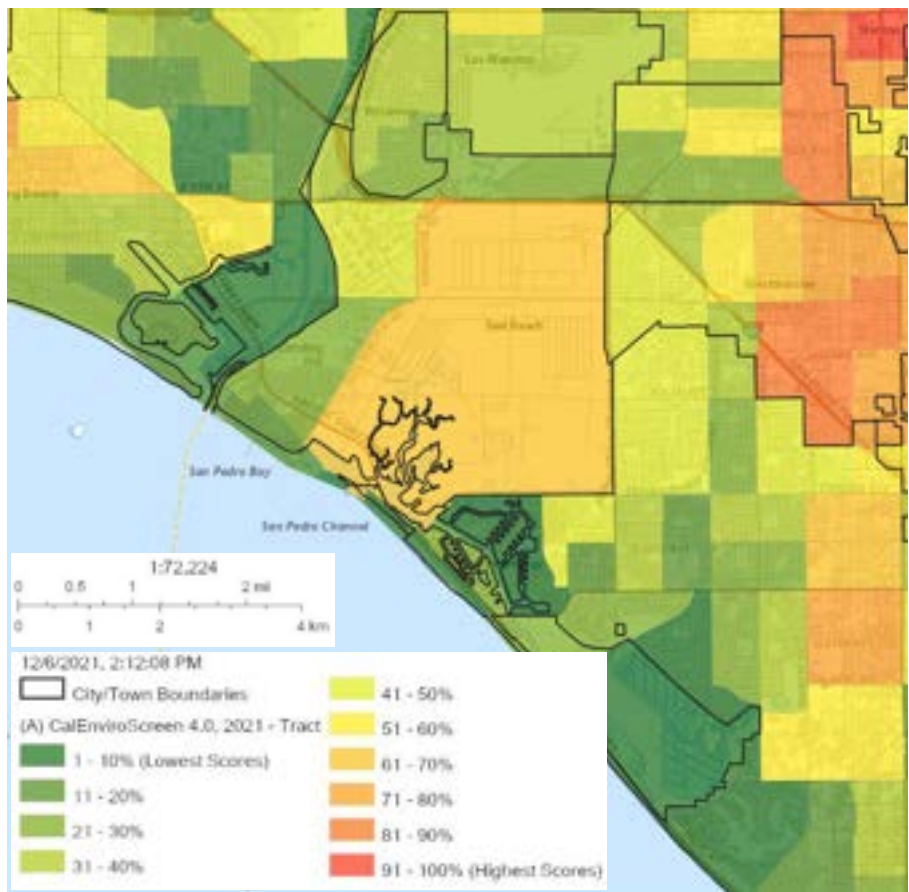 Los Alamitos
Seal Beach
San Pedro Bay
San Pedro Channel
1:72,224
0 0.5 1 2 mi
0 1 2 4 km
12/6/2021, 2:12:08 PM
City/Town Boundaries
(A) CalEnviroScreen 4.0, 2021 - Tract
1 - 10% (Lowest Scores)
11 - 20%
21 - 30%
31 - 40%
41 - 50%
51 - 60%
61 - 70%
71 - 80%
81 - 90%
91 - 100% (Highest Scores)